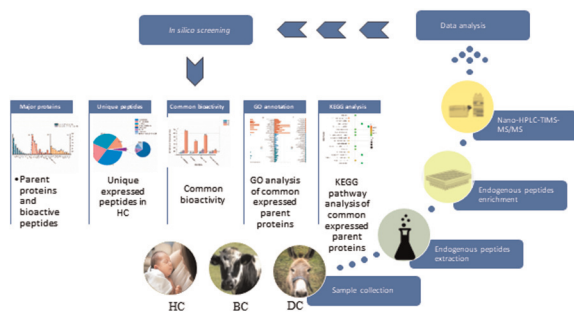 In silico screening
Data analysis
Major proteins
Unique peptides
Common Bioactivity
GO annotation
KEGG analysis
Nano-HPLC-TIMS-
MS/MS
•Parent
proteins
and
bioactive
peptides
Unique
expressed
peptides in
HC
Common
bioactivity
GO
analysis of
common
expressed
parent
proteins
KEGG
pathway
analysis of
common
expressed
parent
proteins
Endogenous peptides
enrichment
Endogenous peptides
extraction
Sample collection
HC
BC
DC